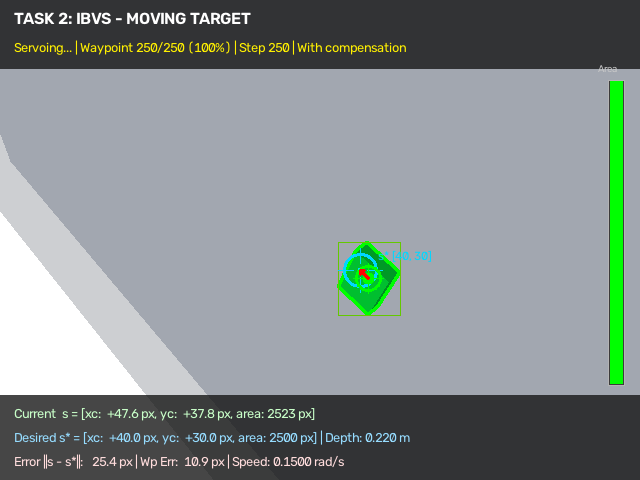 TASK 2: IBVS - MOVING TARGET
Servoing... | Waypoint 250/250 (100%) | Step 250 | With compensation
Area
[40, 30]
Current s = [xc: +47.6 px, yc: +37.8 px, area: 2523 px]
Desired s* = [xc: +40.0 px, yc: +30.0 px, area: 2500 px] | Depth: 0.220 m
Error ||s - s*||: 25.4 px | Wp Err: 10.9 px | Speed: 0.1500 rad/s